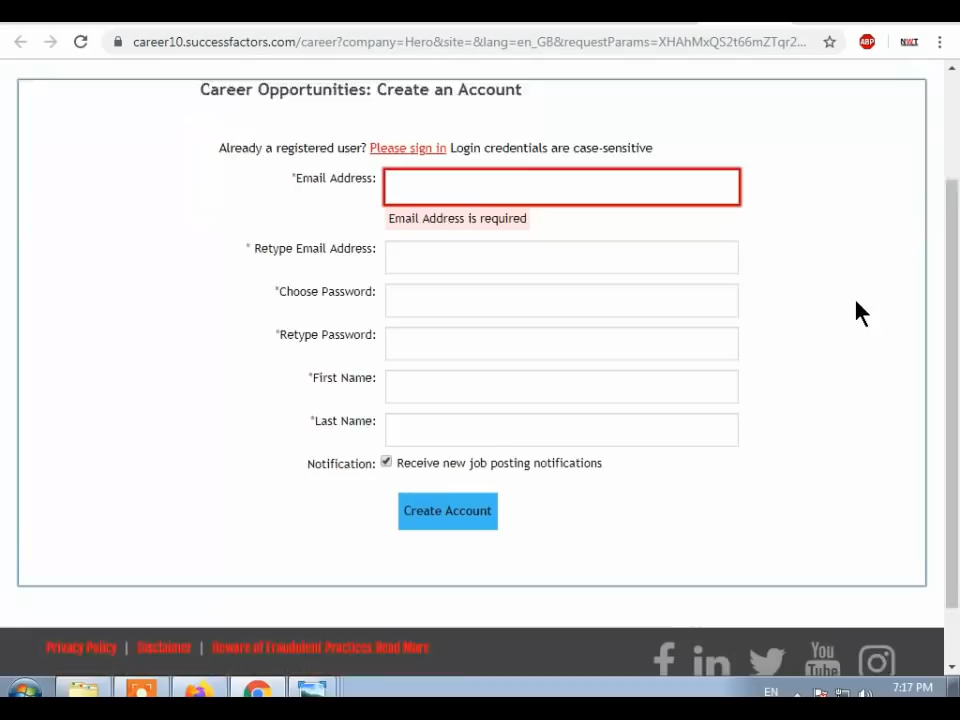 career10.successfactors.com/career?company=Hero&site=&lang=en_GB&requestParams=XHAhMxQS2t66mZTqr2...
ABP
NWT
Career Opportunities: Create an Account
Already a registered user? Please sign in Login credentials are case-sensitive
*Email Address:
Email Address is required
* Retype Email Address:
*Choose Password:
*Retype Password:
*First Name:
*Last Name:
Notification: Receive new job posting notifications
Create Account
Privacy Policy | Disclaimer | Beware of Fraudulent Practices Read More
f in You Tube
EN 7:17 PM